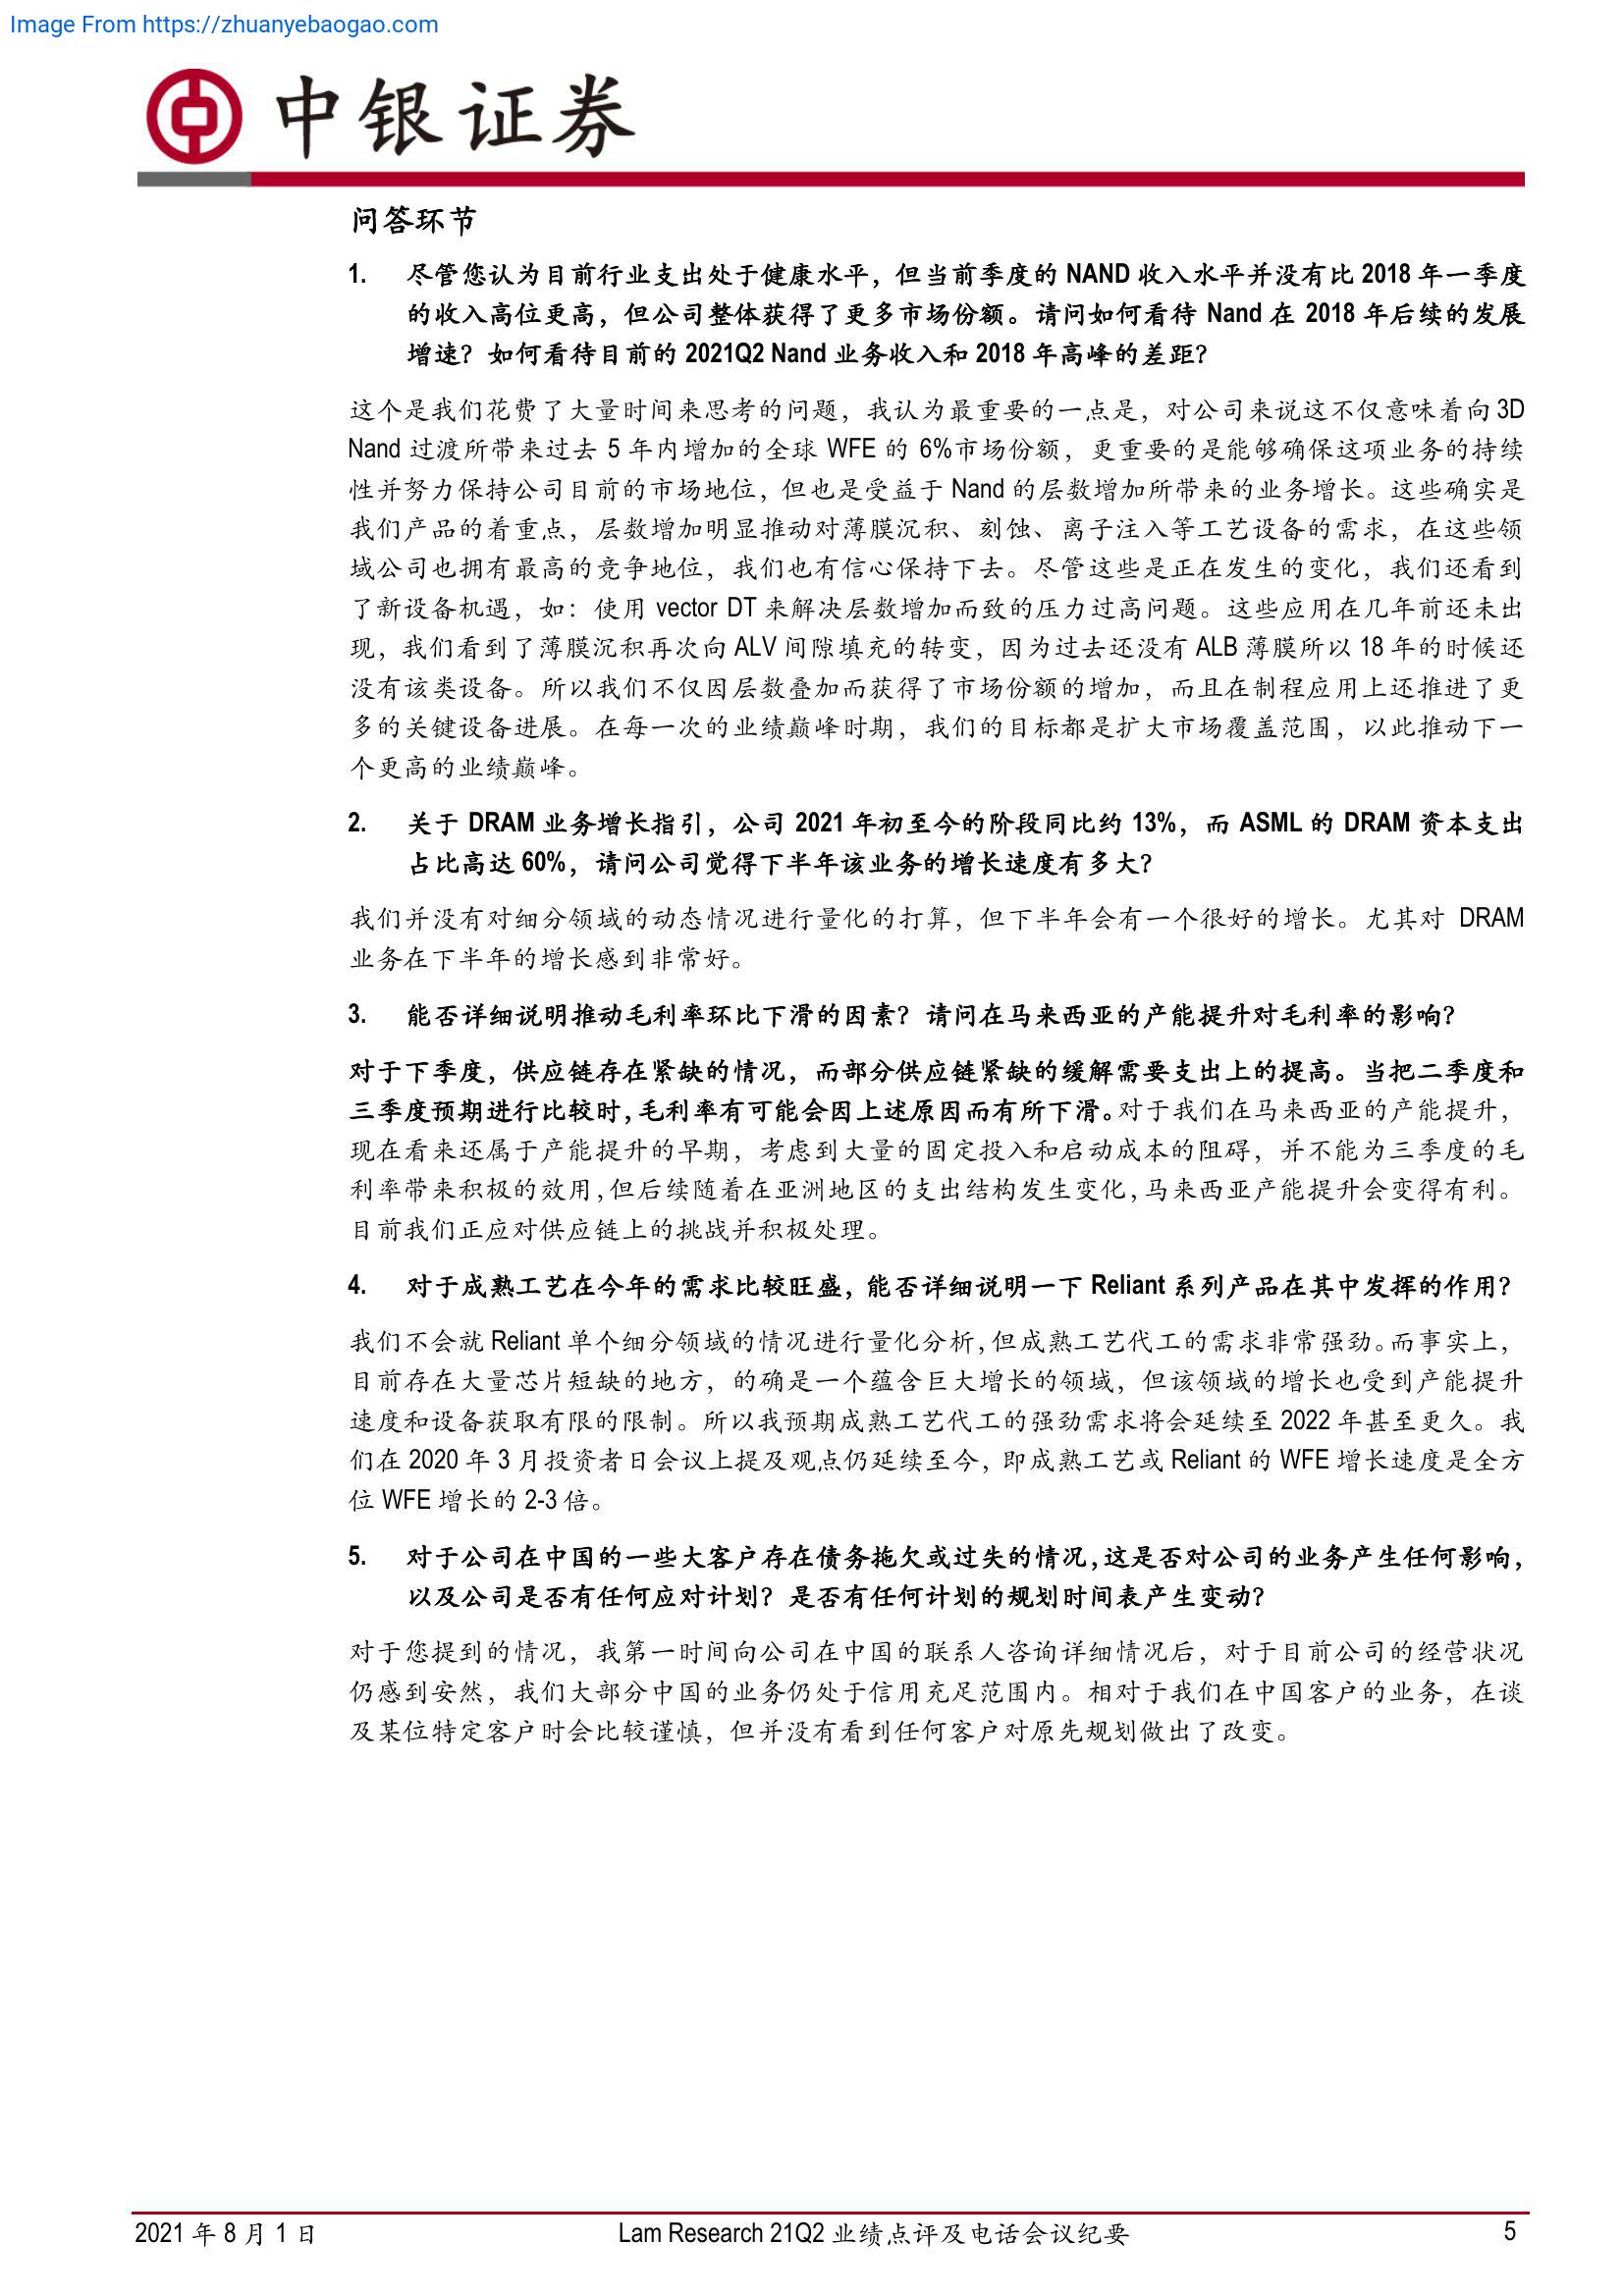 Image From https://zhuanyebaogao.com
中银证券
问答环节
1. 尽管您认为目前行业支出处于健康水平，但当前季度的 NAND 收入水平并没有比 2018 年一季度
的收入高位更高，但公司整体获得了更多市场份额。请问如何看待 Nand 在 2018 年后续的发展
增速？如何看待目前的 2021Q2 Nand 业务收入和 2018 年高峰的差距？
这个是我们花费了大量时间来思考的问题，我认为最重要的一点是，对公司来说这不仅意味着向 3D
Nand 过渡所带来过去 5 年内增加的全球 WFE 的 6%市场份额，更重要的是能够确保这项业务的持续
性并努力保持公司目前的市场地位，但也是受益于 Nand 的层数增加所带来的业务增长。这些确实是
我们产品的着重点，层数增加明显推动对薄膜沉积、刻蚀、离子注入等工艺设备的需求，在这些领
域公司也拥有最高的竞争地位，我们也有信心保持下去。尽管这些是正在发生的变化，我们还看到
了新设备机遇，如：使用 vector DT 来解决层数增加而致的压力过高问题。这些应用在几年前还未出
现，我们看到了薄膜沉积再次向 ALV 间隙填充的转变，因为过去还没有 ALB 薄膜所以 18 年的时候还
没有该类设备。所以我们不仅因层数叠加而获得了市场份额的增加，而且在制程应用上还推进了更
多的关键设备进展。在每一次的业绩巅峰时期，我们的目标都是扩大市场覆盖范围，以此推动下一
个更高的业绩巅峰。
2. 关于 DRAM 业务增长指引，公司 2021 年初至今的阶段同比约 13%，而 ASML 的 DRAM 资本支出
占比高达 60%，请问公司觉得下半年该业务的增长速度有多大？
我们并没有对细分领域的动态情况进行量化的打算，但下半年会有一个很好的增长。尤其对 DRAM
业务在下半年的增长感到非常好。
3. 能否详细说明推动毛利率环比下滑的因素？请问在马来西亚的产能提升对毛利率的影响？
对于下季度，供应链存在紧缺的情况，而部分供应链紧缺的缓解需要支出上的提高。当把二季度和
三季度预期进行比较时，毛利率有可能会因上述原因而有所下滑。对于我们在马来西亚的产能提升，
现在看来还属于产能提升的早期，考虑到大量的固定投入和启动成本的阻碍，并不能为三季度的毛
利率带来积极的效用，但后续随着在亚洲地区的支出结构发生变化，马来西亚产能提升会变得有利。
目前我们正应对供应链上的挑战并积极处理。
4. 对于成熟工艺在今年的需求比较旺盛，能否详细说明一下 Reliant 系列产品在其中发挥的作用？
我们不会就 Reliant 单个细分领域的情况进行量化分析，但成熟工艺代工的需求非常强劲。而事实上，
目前存在大量芯片短缺的地方，的确是一个蕴含巨大增长的领域，但该领域的增长也受到产能提升
速度和设备获取有限的限制。所以我预期成熟工艺代工的强劲需求将会延续至 2022 年甚至更久。我
们在 2020 年 3 月投资者日会议上提及观点仍延续至今，即成熟工艺或 Reliant 的 WFE 增长速度是全方
位 WFE 增长的 2-3 倍。
5. 对于公司在中国的一些大客户存在债务拖欠或过失的情况，这是否对公司的业务产生任何影响，
以及公司是否有任何应对计划？是否有任何计划的规划时间表产生变动？
对于您提到的情况，我第一时间向公司在中国的联系人咨询详细情况后，对于目前公司的经营状况
仍感到安然，我们大部分中国的业务仍处于信用充足范围内。相对于我们在中国客户的业务，在谈
及某位特定客户时会比较谨慎，但并没有看到任何客户对原先规划做出了改变。
2021 年 8 月 1 日 Lam Research 21Q2 业绩点评及电话会议纪要 5